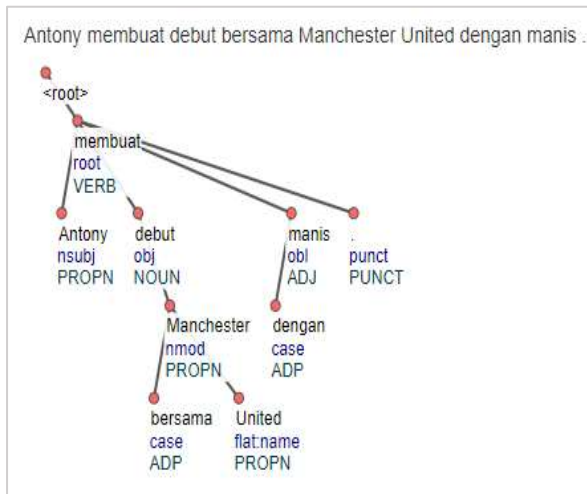 Antony membuat debut bersama Manchester United dengan manis .
<root>
membuat
root
VERB
Antony debut manis .
nsubj obj obl punct
PROPN NOUN ADJ PUNCT
Manchester dengan
nmod case
PROPN ADP
bersama United
case flat:name
ADP PROPN